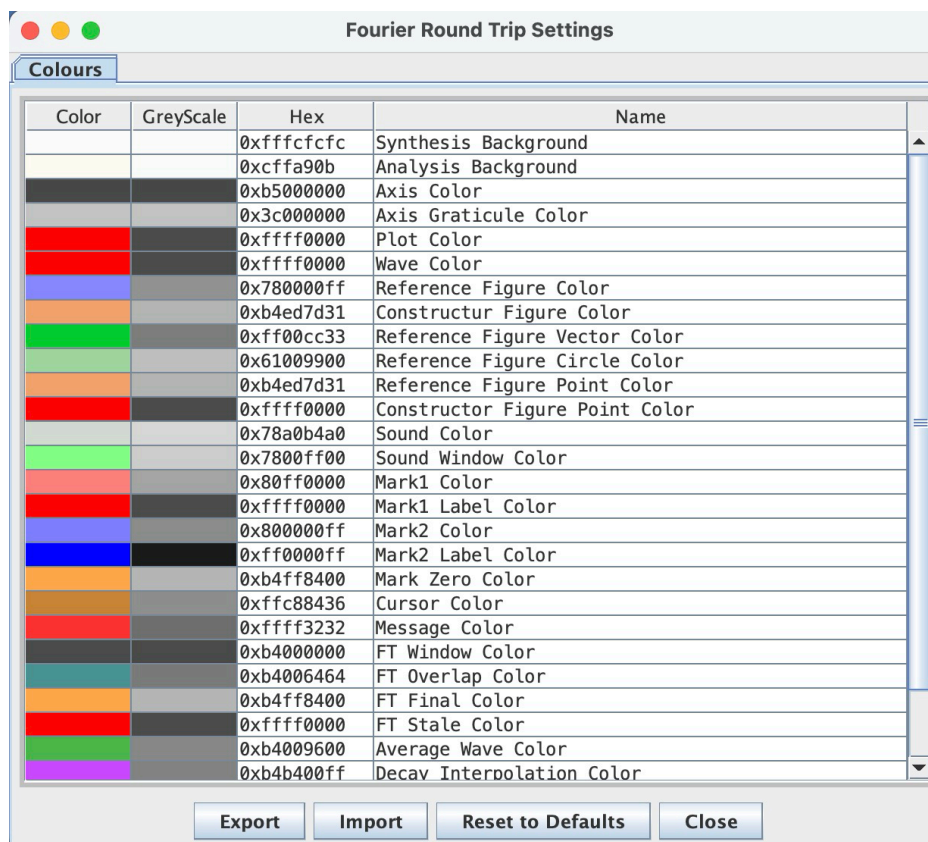 Fourier Round Trip Settings
Colours
Color GreyScale Hex Name
0xfffcfcfc Synthesis Background
0xcffa90b Analysis Background
0xb5000000 Axis Color
0x3c000000 Axis Graticule Color
0xffff0000 Plot Color
0xffff0000 Wave Color
0x780000ff Reference Figure Color
0xb4ed7d31 Constructur Figure Color
0xff00cc33 Reference Figure Vector Color
0x61009900 Reference Figure Circle Color
0xb4ed7d31 Reference Figure Point Color
0xffff0000 Constructor Figure Point Color
0x78a0b4a0 Sound Color
0x7800ff00 Sound Window Color
0x80ff0000 Mark1 Color
0xffff0000 Mark1 Label Color
0x800000ff Mark2 Color
0xff0000ff Mark2 Label Color
0xb4ff8400 Mark Zero Color
0xffc88436 Cursor Color
0xffff3232 Message Color
0xb4000000 FT Window Color
0xb4006464 FT Overlap Color
0xb4ff8400 FT Final Color
0xffff0000 FT Stale Color
0xb4009600 Average Wave Color
0xb4b400ff Decay Interpolation Color
Export Import Reset to Defaults Close